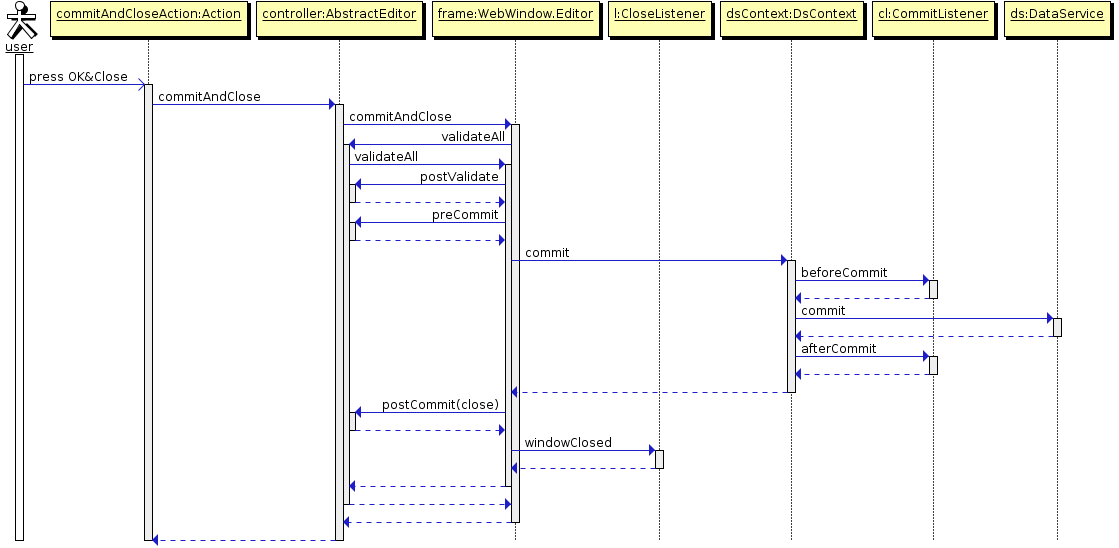 user
commitAndCloseAction:Action
controller:AbstractEditor
frame:WebWindow.Editor
l:CloseListener
dsContext:DsContext
cl:CommitListener
ds:DataService
press OK&Close
commitAndClose
commitAndClose
validateAll
validateAll
postValidate
preCommit
commit
beforeCommit
commit
afterCommit
postCommit(close)
windowClosed